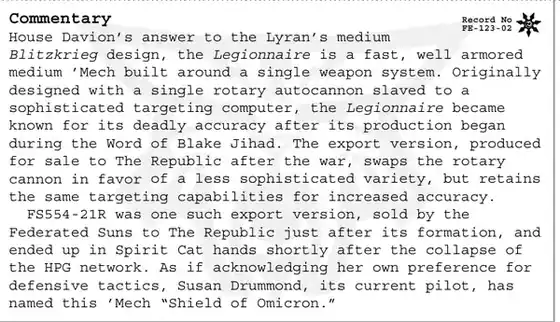 Commentary
Record No
PE-123-02
House Davion’s answer to the Lyran’s medium
Blitzkrieg design, the Legionnaire is a fast, well armored
medium ’Mech built around a single weapon system. Originally
designed with a single rotary autocannon slaved to a
sophisticated targeting computer, the Legionnaire became
known for its deadly accuracy after its production began
during the Word of Blake Jihad. The export version, produced
for sale to The Republic after the war, swaps the rotary
cannon in favor of a less sophisticated variety, but retains
the same targeting capabilities for increased accuracy.
FS554-21R was one such export version, sold by the
Federated Suns to The Republic just after its formation, and
ended up in Spirit Cat hands shortly after the collapse of
the HPG network. As if acknowledging her own preference for
defensive tactics, Susan Drummond, its current pilot, has
named this ’Mech “Shield of Omicron.”